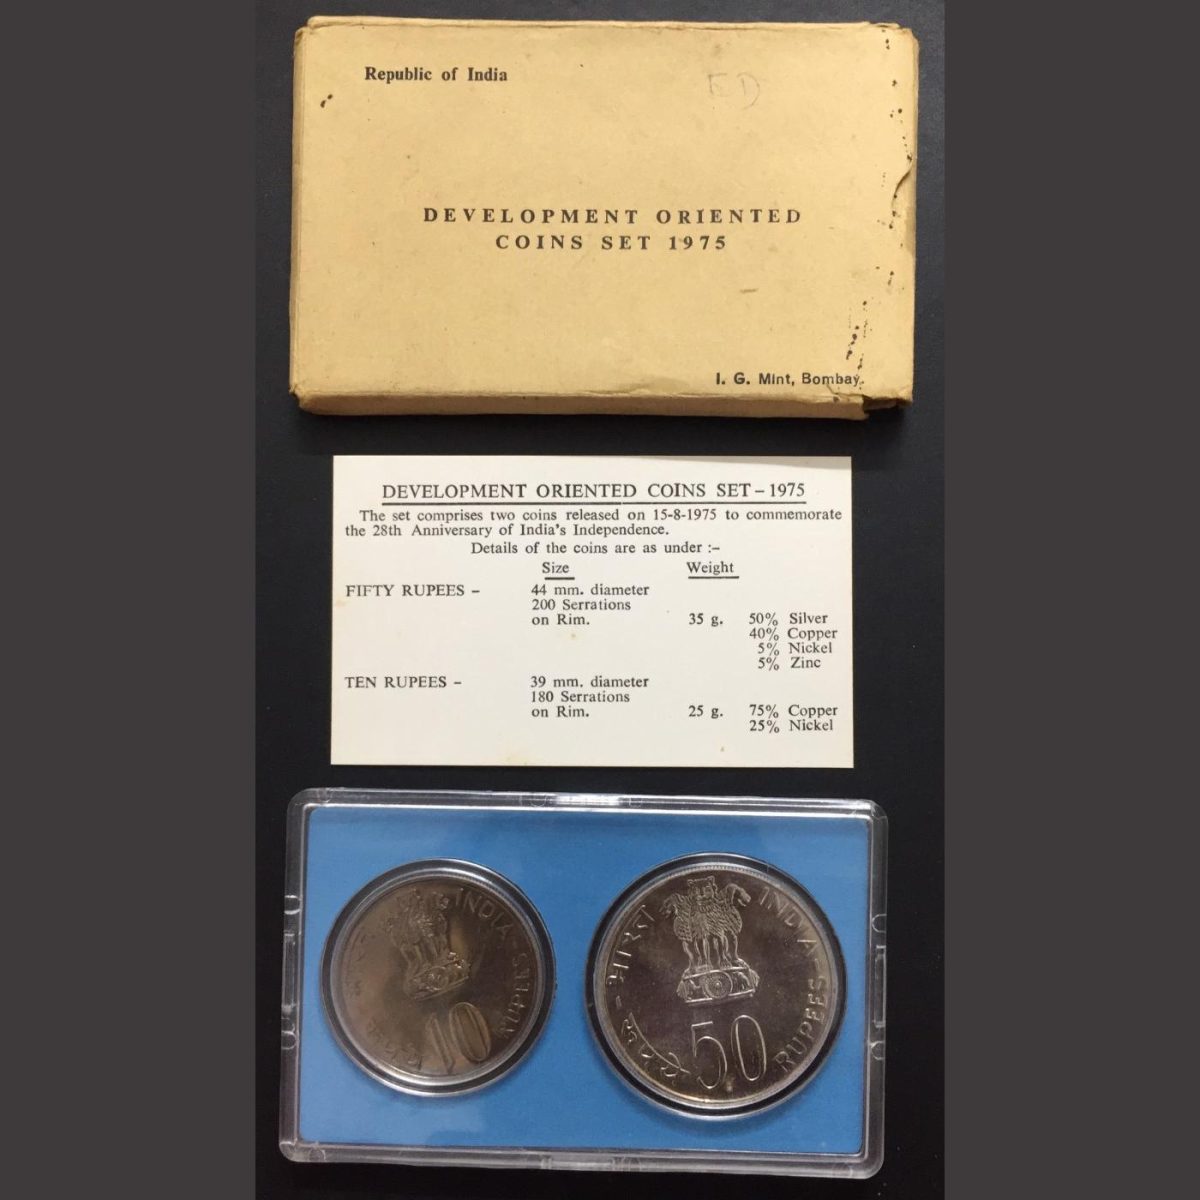 Republic of India
ED
DEVELOPMENT ORIENTED
COINS SET 1975
I. G. Mint, Bombay.
DEVELOPMENT ORIENTED COINS SET – 1975
The set comprises two coins released on 15-8-1975 to commemorate
the 28th Anniversary of India's Independence.
Details of the coins are as under :–
Size Weight
FIFTY RUPEES – 44 mm. diameter
200 Serrations
on Rim. 35 g. 50% Silver
40% Copper
5% Nickel
5% Zinc
TEN RUPEES – 39 mm. diameter
180 Serrations
on Rim. 25 g. 75% Copper
25% Nickel
INDIA
RUPEES
10
भारत
INDIA
रुपये
50
RUPEES